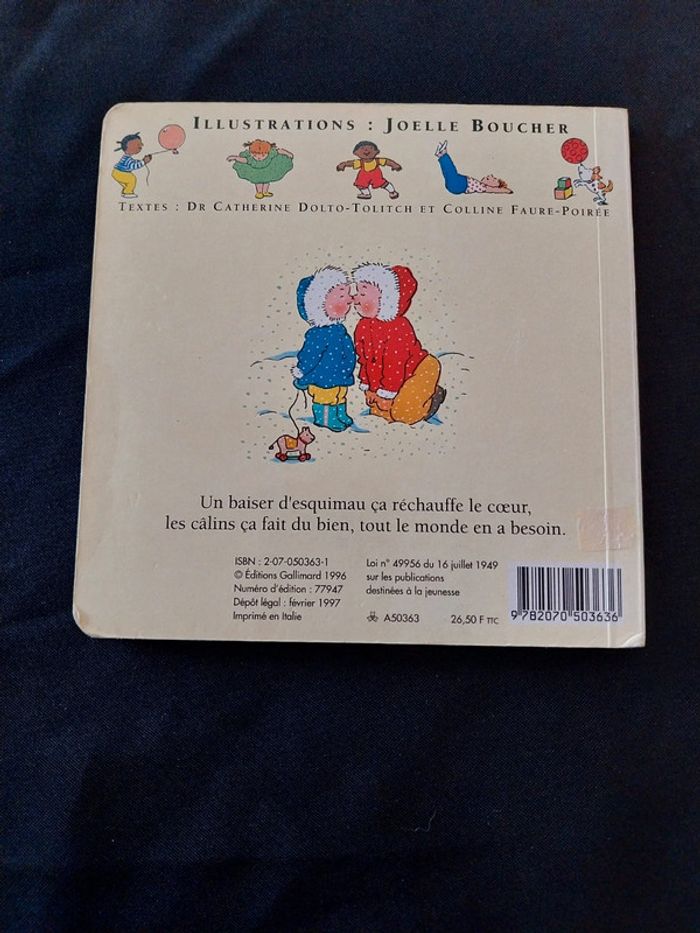 ILLUSTRATIONS : JOELLE BOUCHER
TEXTES : DR CATHERINE DOLTO-TOLITCH ET COLLINE FAURE-POIRÉE
Un baiser d'esquimau ça réchauffe le cœur,
les câlins ça fait du bien, tout le monde en a besoin.
ISBN : 2-07-050363-1
© Éditions Gallimard 1996
Numéro d'édition : 77947
Dépôt légal : février 1997
Imprimé en Italie
Loi n° 49956 du 16 juillet 1949
sur les publications
destinées à la jeunesse
A50363 26,50 F TTC
9 782070 503636